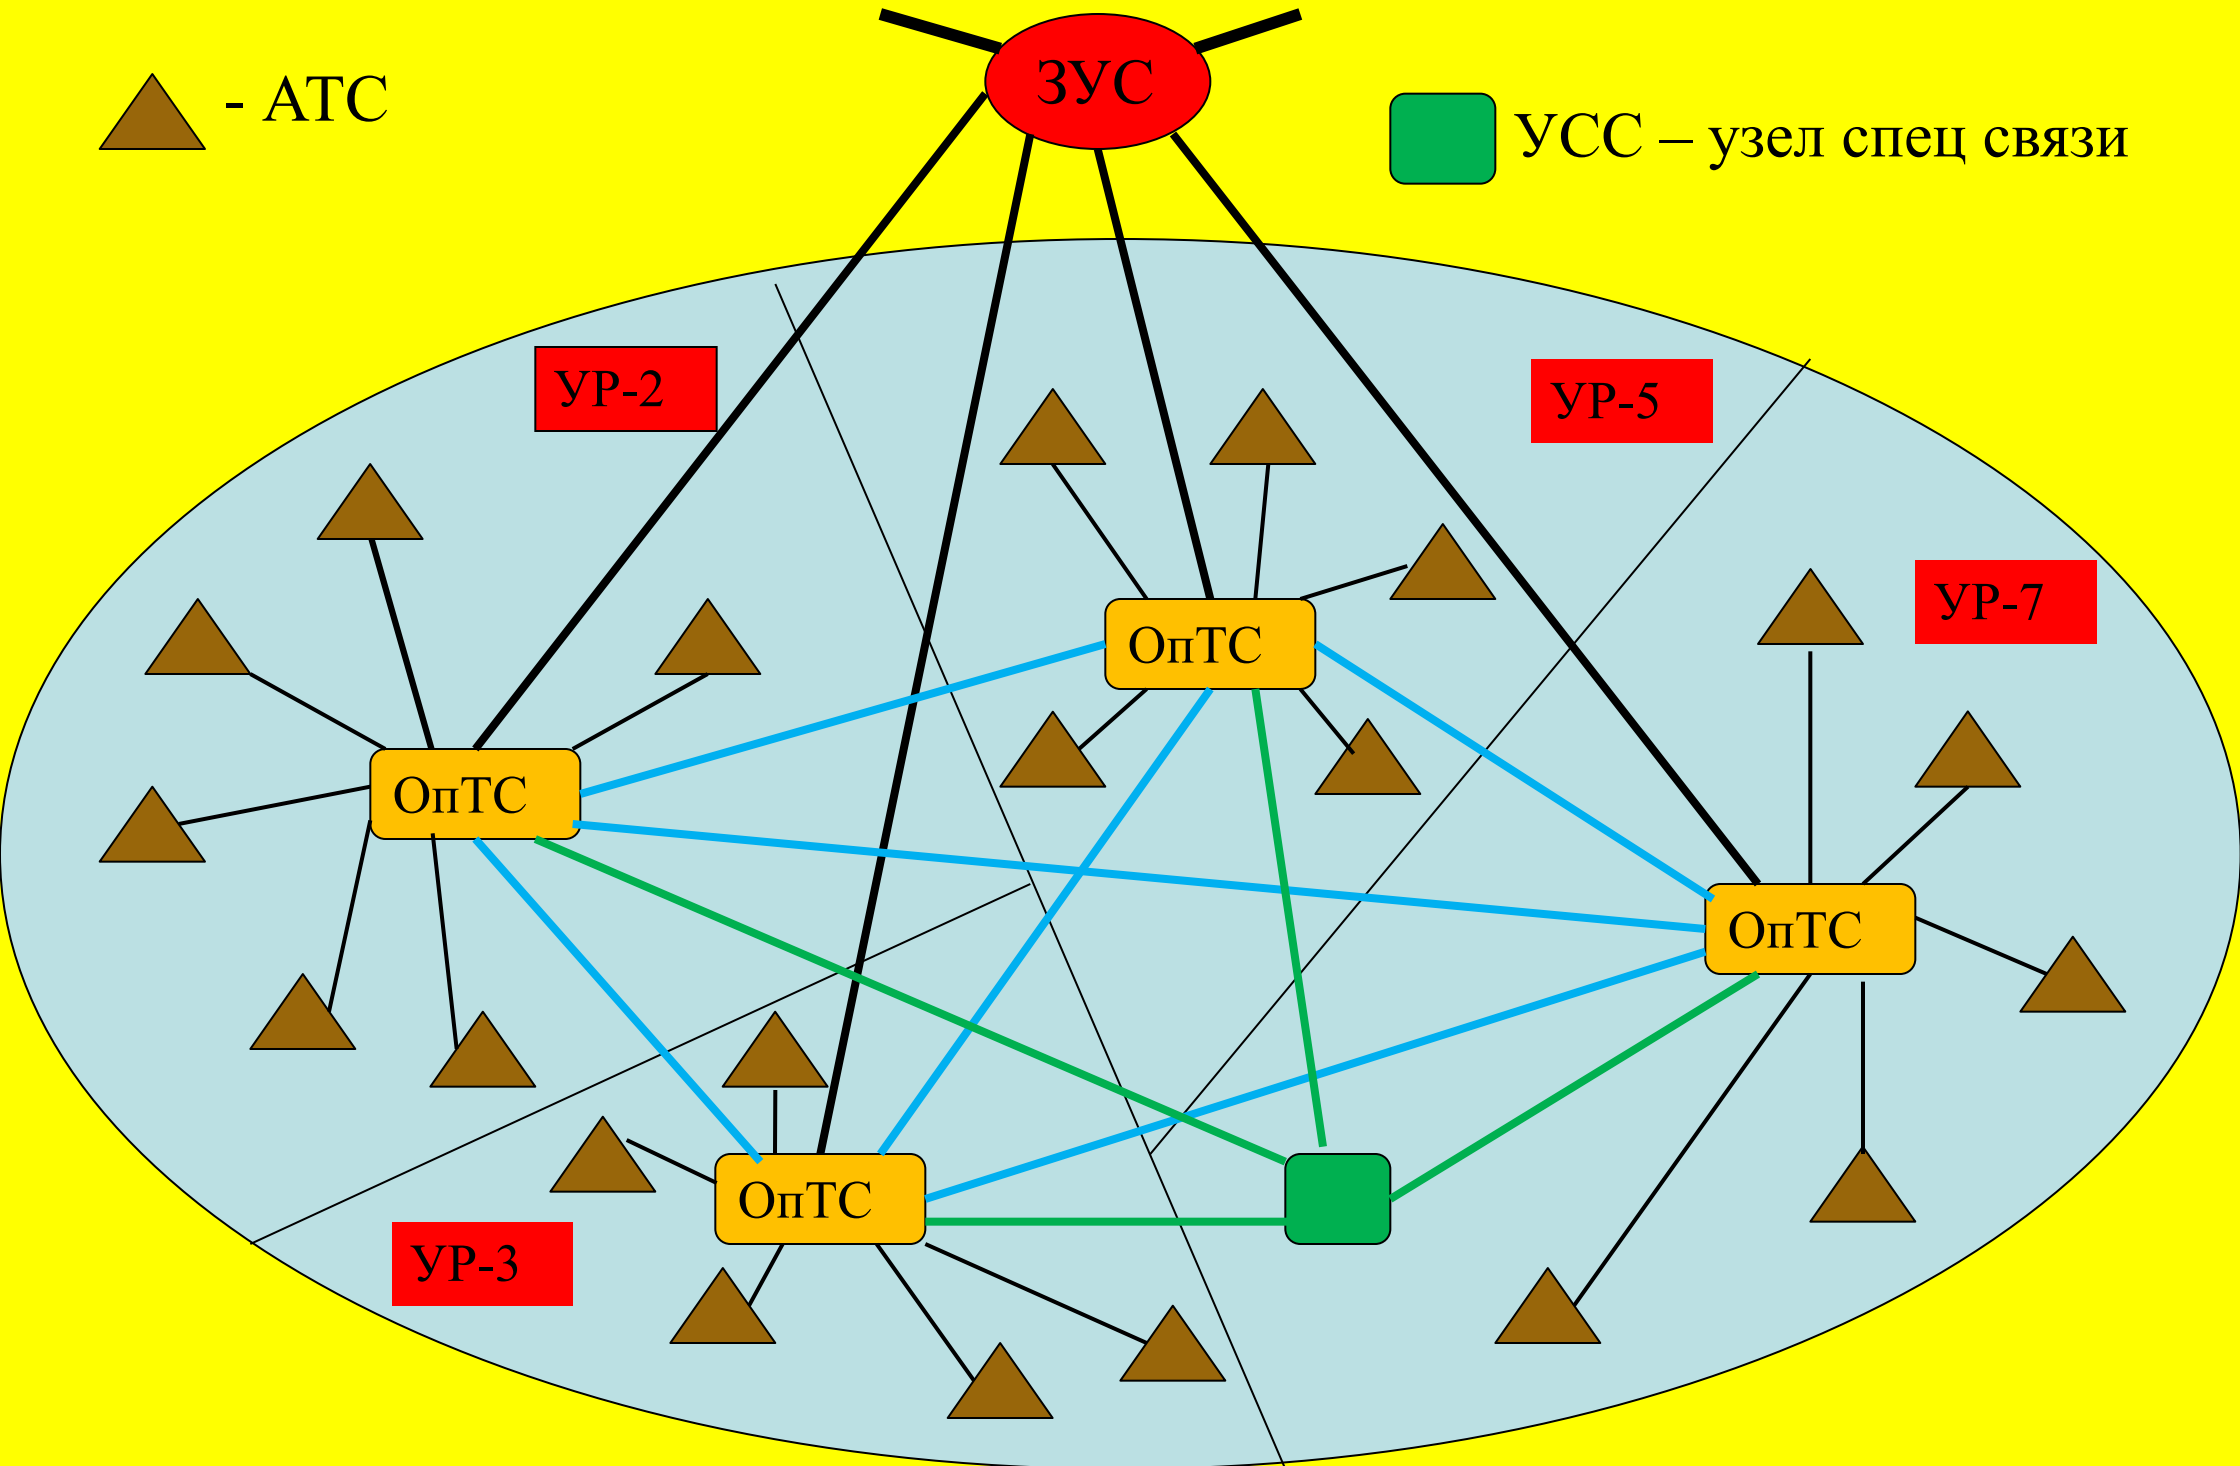 ЗУС
- АТС
УСС – узел спец связи
УР-2
УР-5
УР-7
ОпТС
ОпТС
ОпТС
ОпТС
УР-3